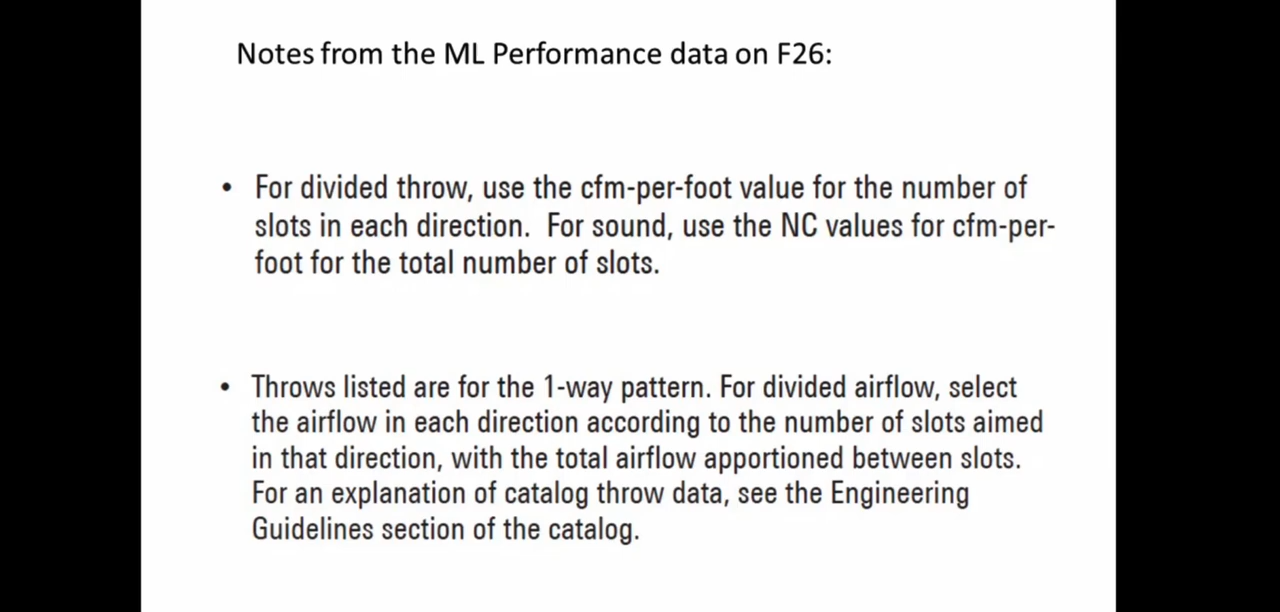 Notes from the ML Performance data on F26:
• For divided throw, use the cfm-per-foot value for the number of
slots in each direction.  For sound, use the NC values for cfm-per-
foot for the total number of slots.
• Throws listed are for the 1-way pattern. For divided airflow, select
the airflow in each direction according to the number of slots aimed
in that direction, with the total airflow apportioned between slots.
For an explanation of catalog throw data, see the Engineering
Guidelines section of the catalog.